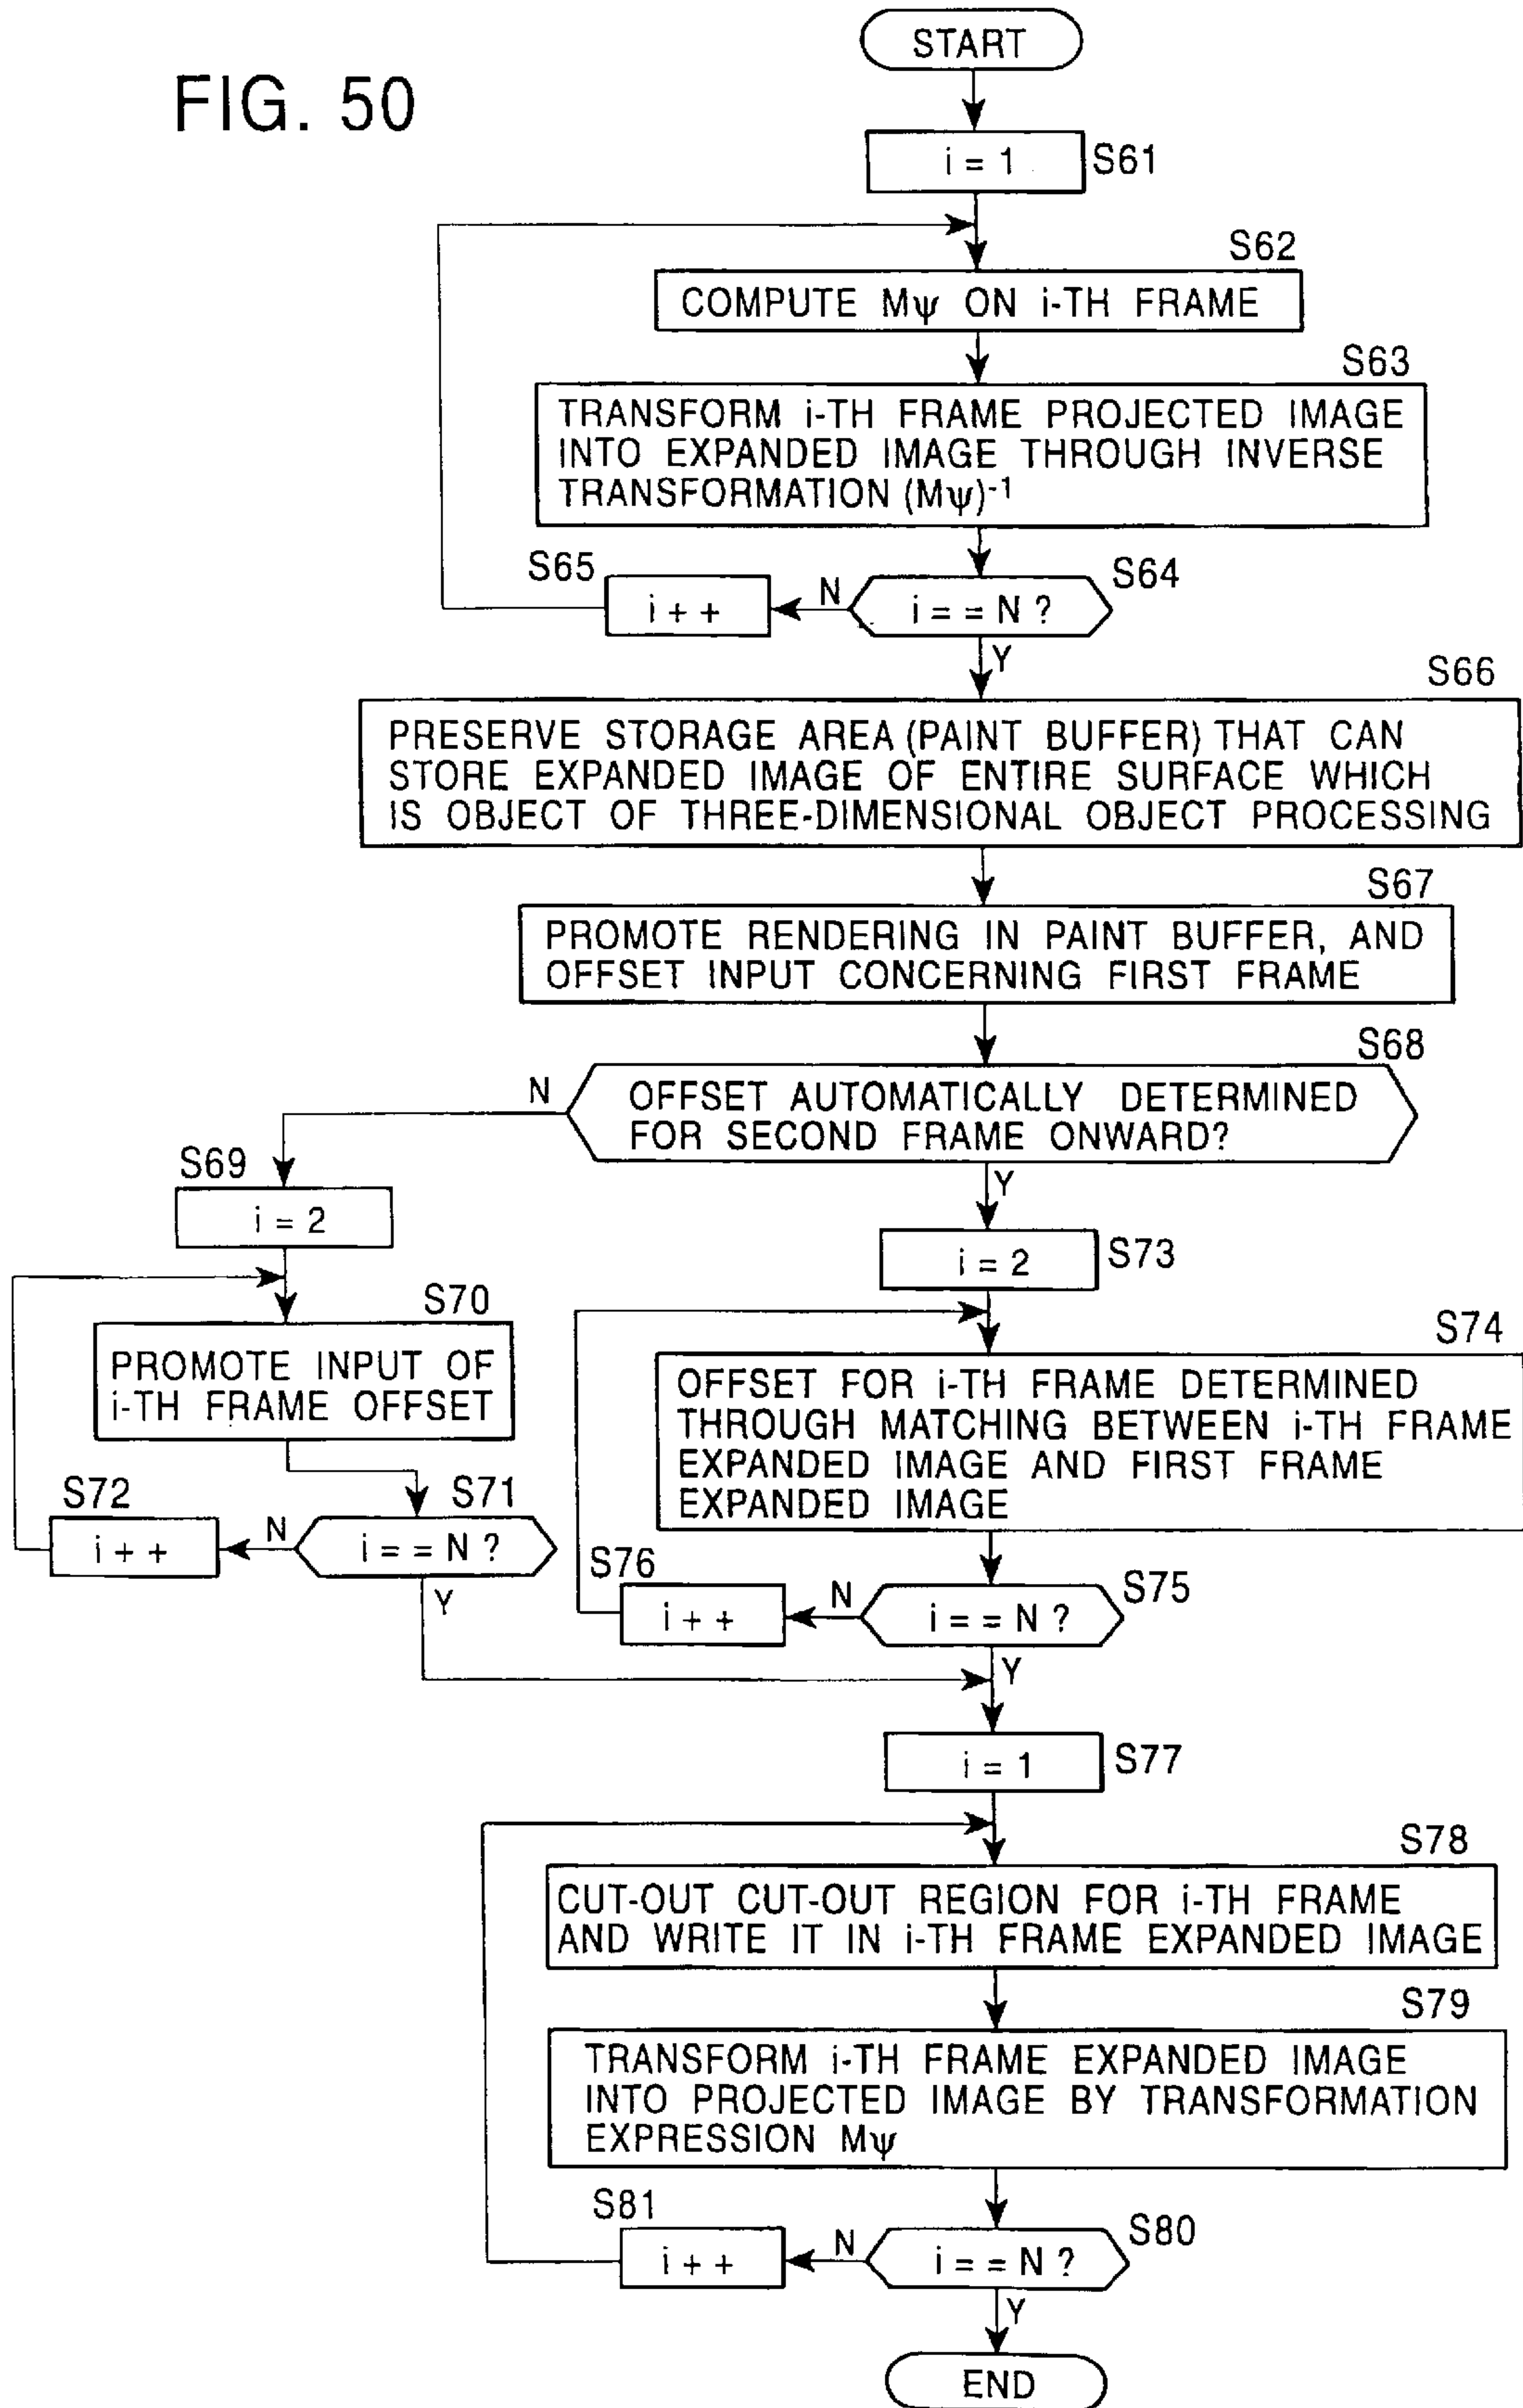 FIG. 50
START
i = 1
S61
S62
COMPUTE Mψ ON i-TH FRAME
S63
TRANSFORM i-TH FRAME PROJECTED IMAGE
INTO EXPANDED IMAGE THROUGH INVERSE
TRANSFORMATION (Mψ)-1
S65
i + +
N
i = = N ?
S64
Y
S66
PRESERVE STORAGE AREA (PAINT BUFFER) THAT CAN
STORE EXPANDED IMAGE OF ENTIRE SURFACE WHICH
IS OBJECT OF THREE-DIMENSIONAL OBJECT PROCESSING
S67
PROMOTE RENDERING IN PAINT BUFFER, AND
OFFSET INPUT CONCERNING FIRST FRAME
S68
N
OFFSET AUTOMATICALLY DETERMINED
FOR SECOND FRAME ONWARD?
Y
S69
i = 2
S70
PROMOTE INPUT OF
i-TH FRAME OFFSET
S72
i + +
N
S71
i = = N ?
Y
i = 2
S73
S74
OFFSET FOR i-TH FRAME DETERMINED
THROUGH MATCHING BETWEEN i-TH FRAME
EXPANDED IMAGE AND FIRST FRAME
EXPANDED IMAGE
S76
i + +
N
i = = N ?
S75
Y
i = 1
S77
S78
CUT-OUT CUT-OUT REGION FOR i-TH FRAME
AND WRITE IT IN i-TH FRAME EXPANDED IMAGE
S79
TRANSFORM i-TH FRAME EXPANDED IMAGE
INTO PROJECTED IMAGE BY TRANSFORMATION
EXPRESSION Mψ
S81
i + +
N
i = = N ?
S80
Y
END